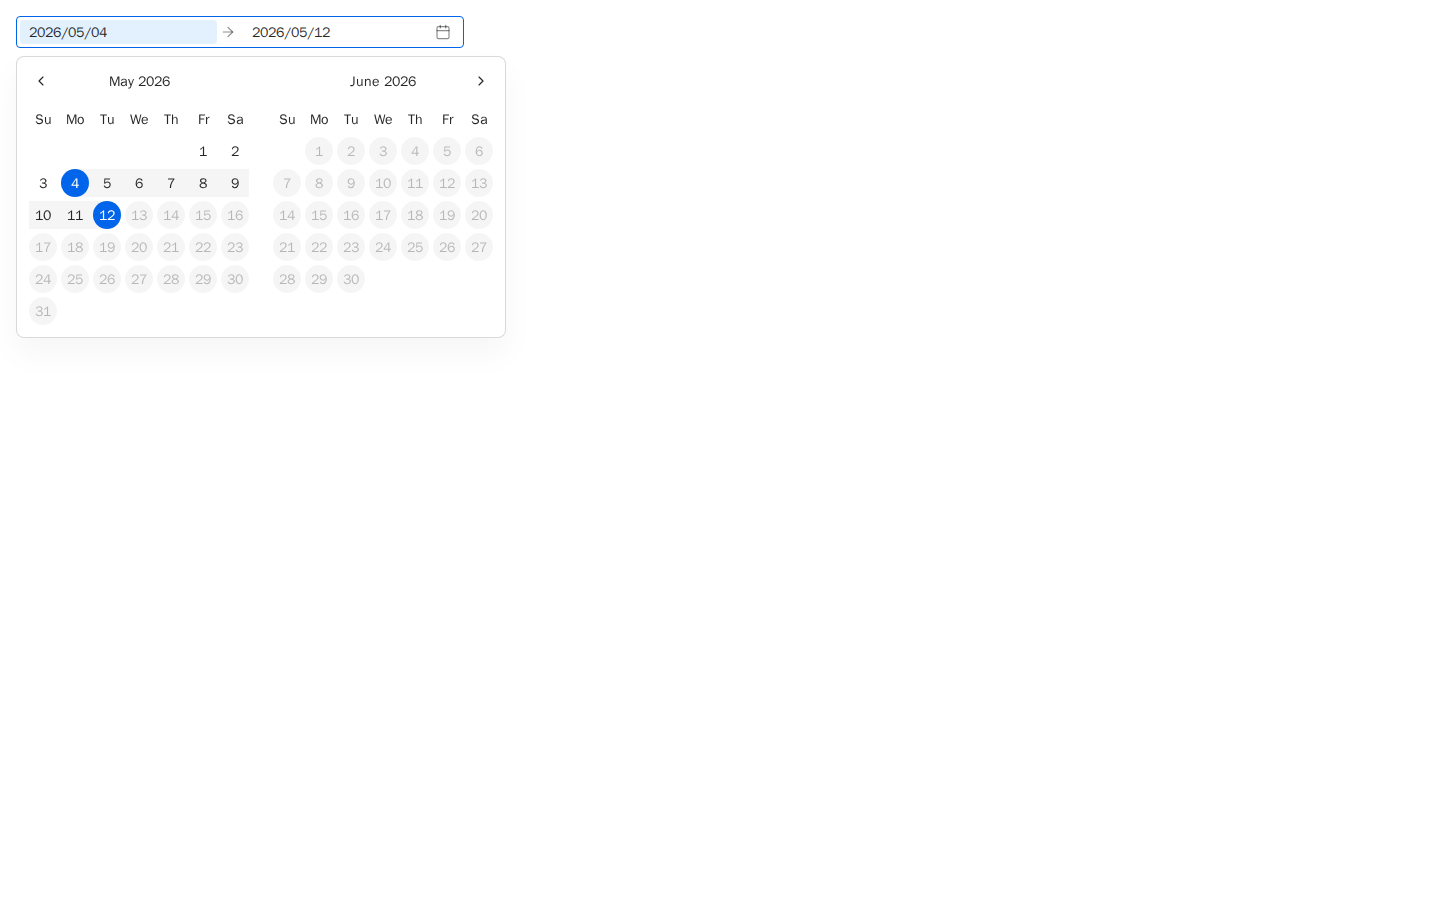 2026/05/04 2026/05/12
May 2026
Su Mo Tu We Th Fr Sa
1 2
3 4 5 6 7 8 9
10 11 12 13 14 15 16
17 18 19 20 21 22 23
24 25 26 27 28 29 30
31
June 2026
Su Mo Tu We Th Fr Sa
1 2 3 4 5 6
7 8 9 10 11 12 13
14 15 16 17 18 19 20
21 22 23 24 25 26 27
28 29 30